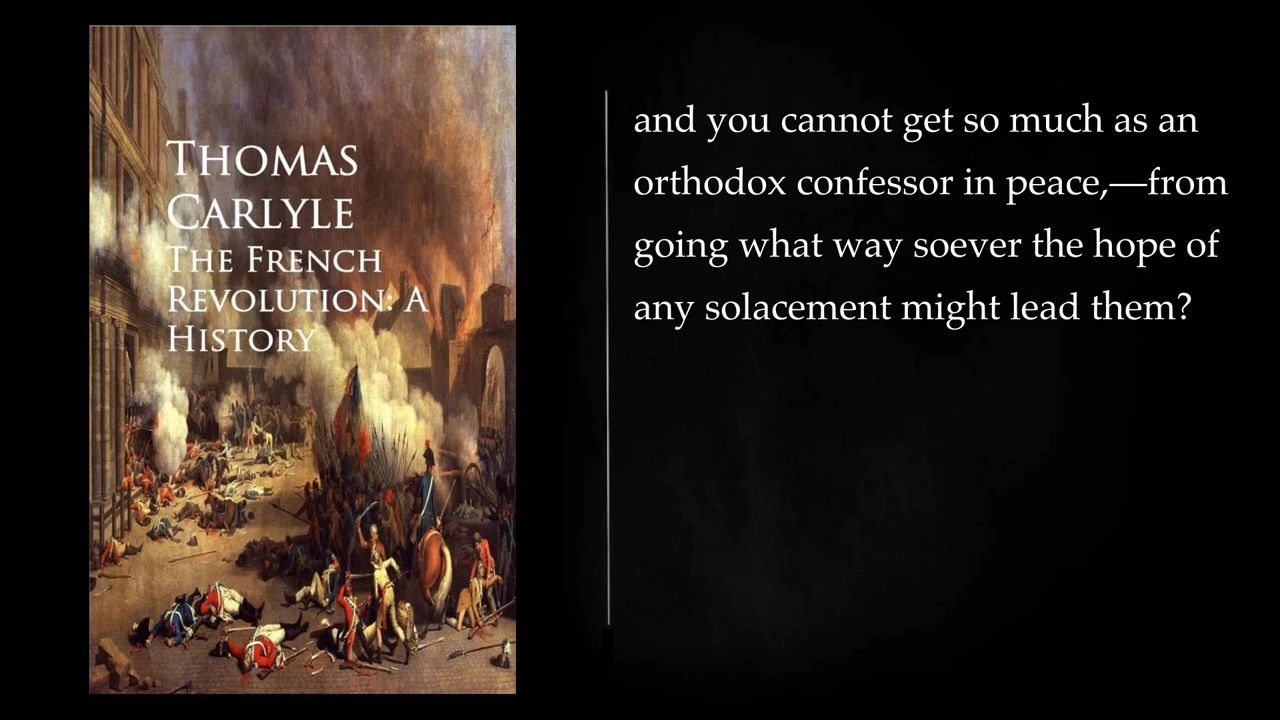 THOMAS
CARLYLE
THE FRENCH
REVOLUTION: A
HISTORY
and you cannot get so much as an
orthodox confessor in peace,—from
going what way soever the hope of
any solacement might lead them?